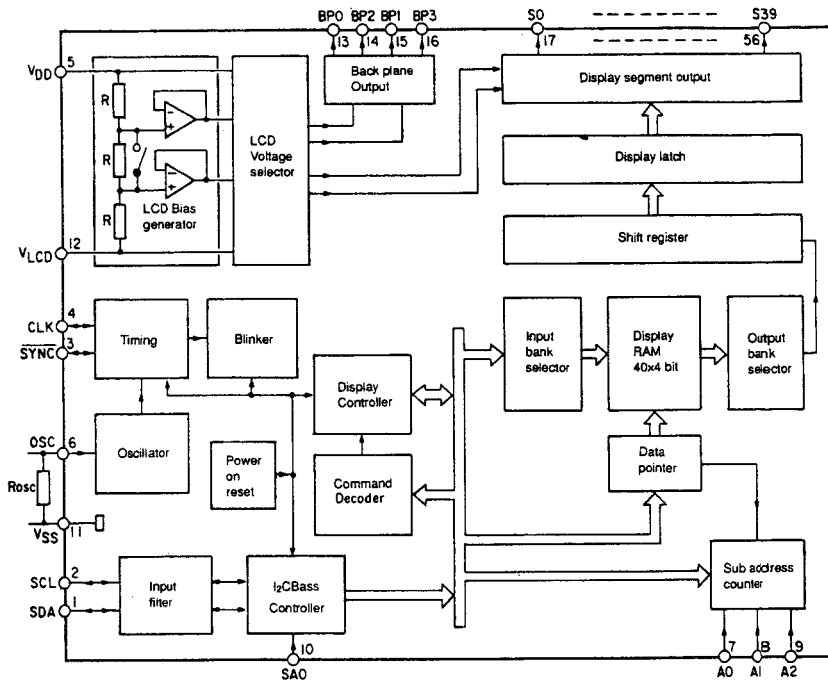 BP0 BP2 BP1 BP3
S0
S39
13 14 15 16
17
56
Back plane
Output
Display segment output
VDD
5
R
R
R
LCD Bias
generator
LCD
Voltage
selector
Display latch
Shift register
VLCD
12
CLK
4
SYNC
3
Timing
Blinker
Display
Controller
Input
bank
selector
Display
RAM
40x4 bit
Output
bank
selector
OSC
6
Oscillator
Rosc
VSS
11
Power
on
reset
Command
Decoder
Data
pointer
SCL
2
SDA
1
Input
filter
I2CBass
Controller
Sub address
counter
10
SA0
7 8 9
A0 A1 A2